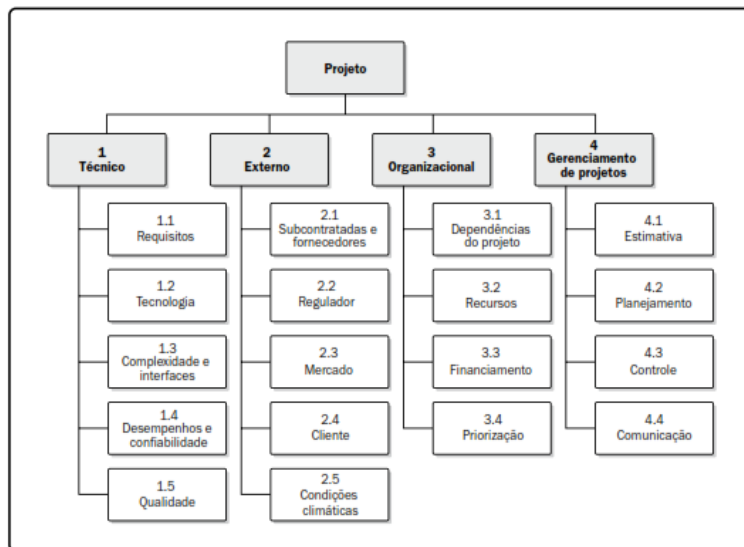 Projeto
1
Técnico
2
Externo
3
Organizacional
4
Gerenciamento
de projetos
1.1
Requisitos
1.2
Tecnologia
1.3
Complexidade e
interfaces
1.4
Desempenhos e
confiabilidade
1.5
Qualidade
2.1
Subcontratadas e
fornecedores
2.2
Regulador
2.3
Mercado
2.4
Cliente
2.5
Condições
climáticas
3.1
Dependências
do projeto
3.2
Recursos
3.3
Financiamento
3.4
Priorização
4.1
Estimativa
4.2
Planejamento
4.3
Controle
4.4
Comunicação